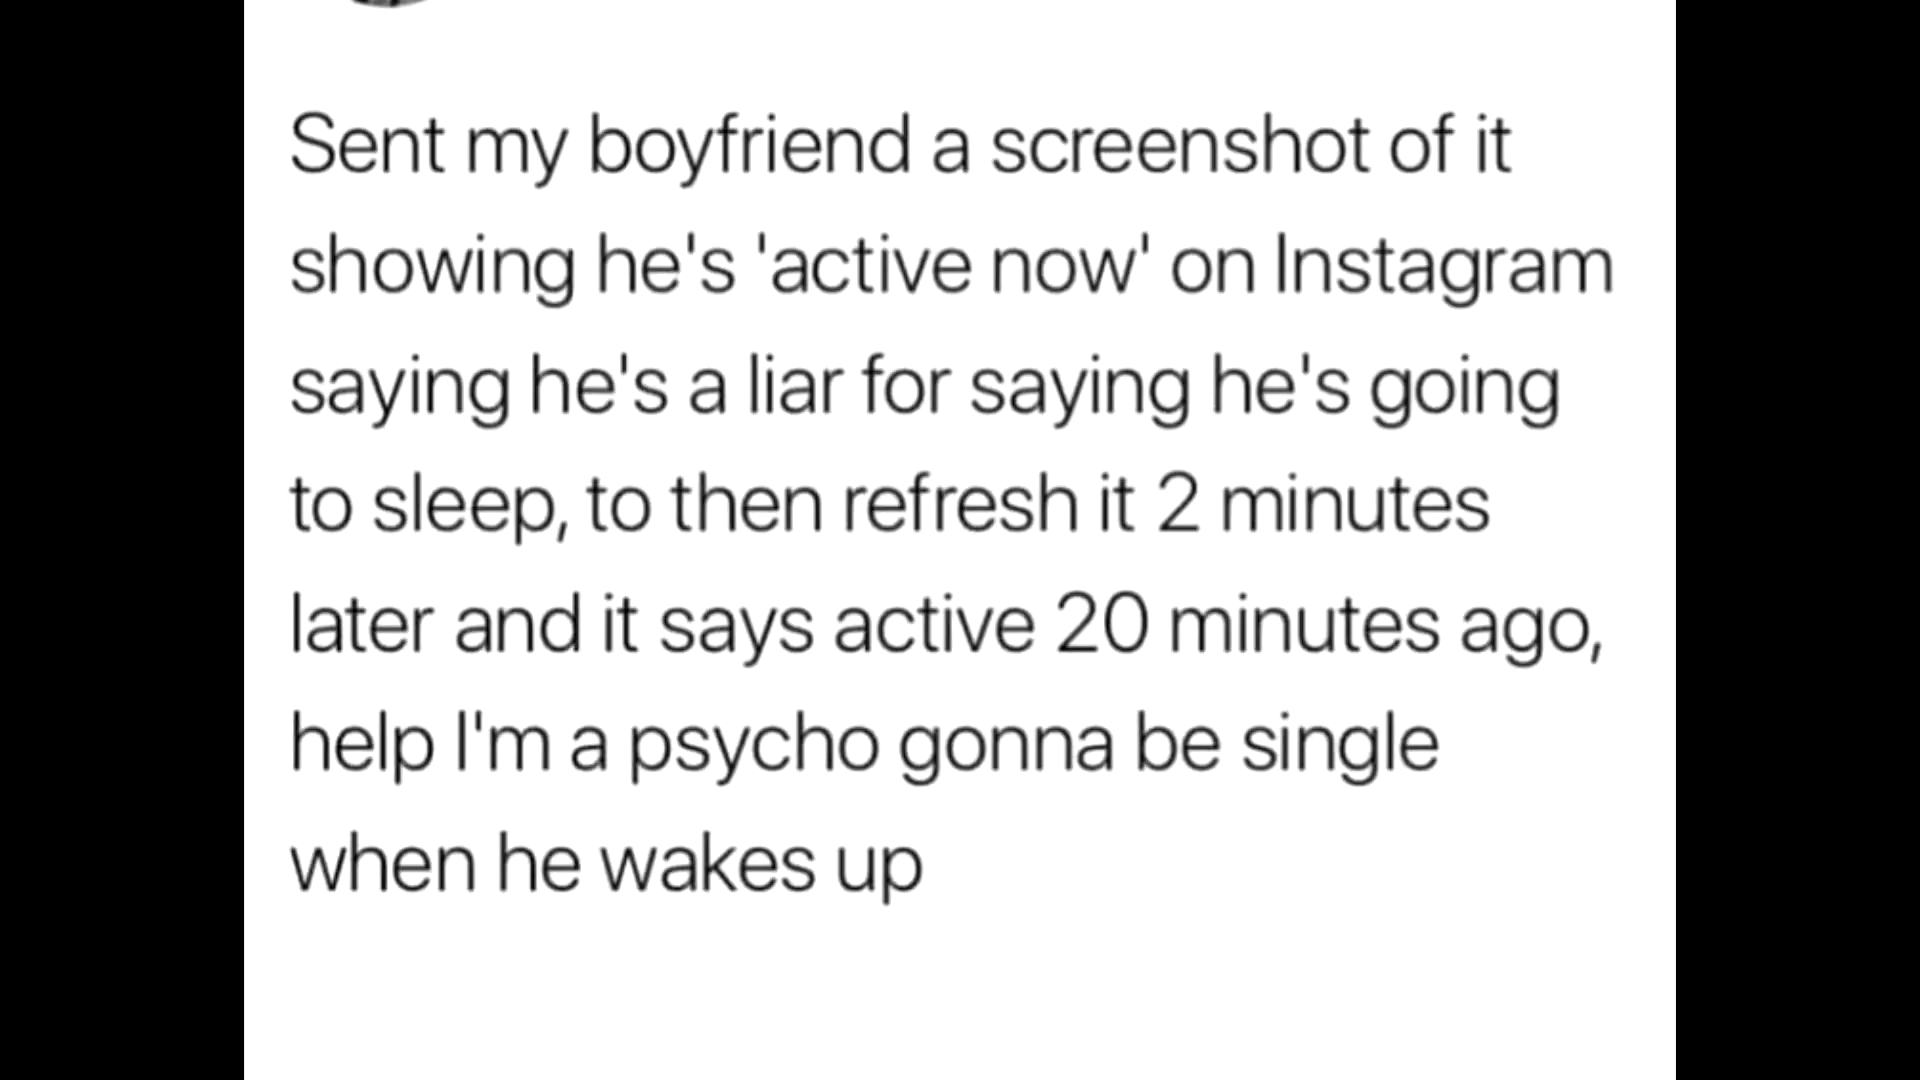 Sent my boyfriend a screenshot of it
showing he's 'active now' on Instagram
saying he's a liar for saying he's going
to sleep, to then refresh it 2 minutes
later and it says active 20 minutes ago,
help I'm a psycho gonna be single
when he wakes up